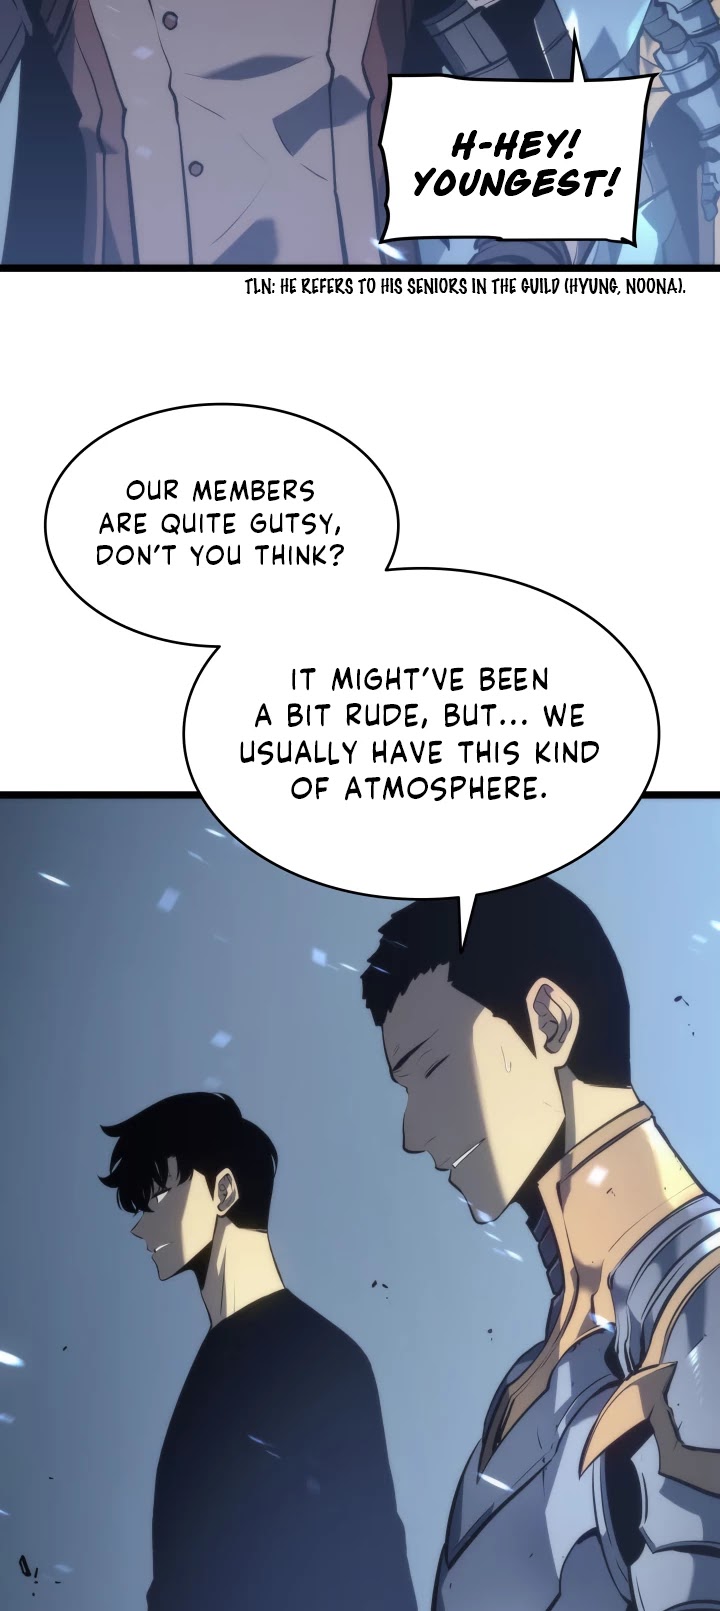 H-HEY!
YOUNGEST!
TLN: HE REFERS TO HIS SENIORS IN THE GUILD (HYUNG, NOONA).
OUR MEMBERS
ARE QUITE GUTSY,
DON'T YOU THINK?
IT MIGHT'VE BEEN
A BIT RUDE, BUT... WE
USUALLY HAVE THIS KIND
OF ATMOSPHERE.